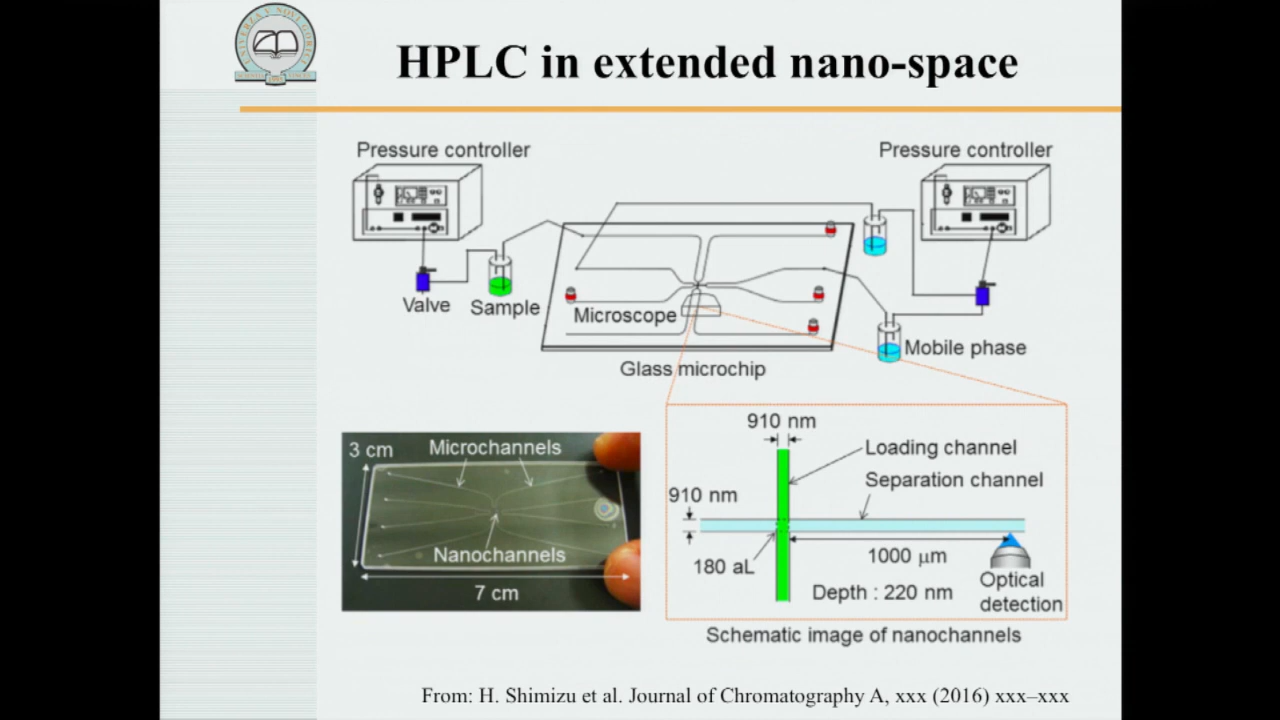 HPLC in extended nano-space
Pressure controller
Pressure controller
Valve
Sample
Microscope
Mobile phase
Glass microchip
3 cm
Microchannels
Nanochannels
7 cm
910 nm
Loading channel
Separation channel
910 nm
180 aL
1000 μm
Depth : 220 nm
Optical
detection
Schematic image of nanochannels
From: H. Shimizu et al. Journal of Chromatography A, xxx (2016) xxx–xxx